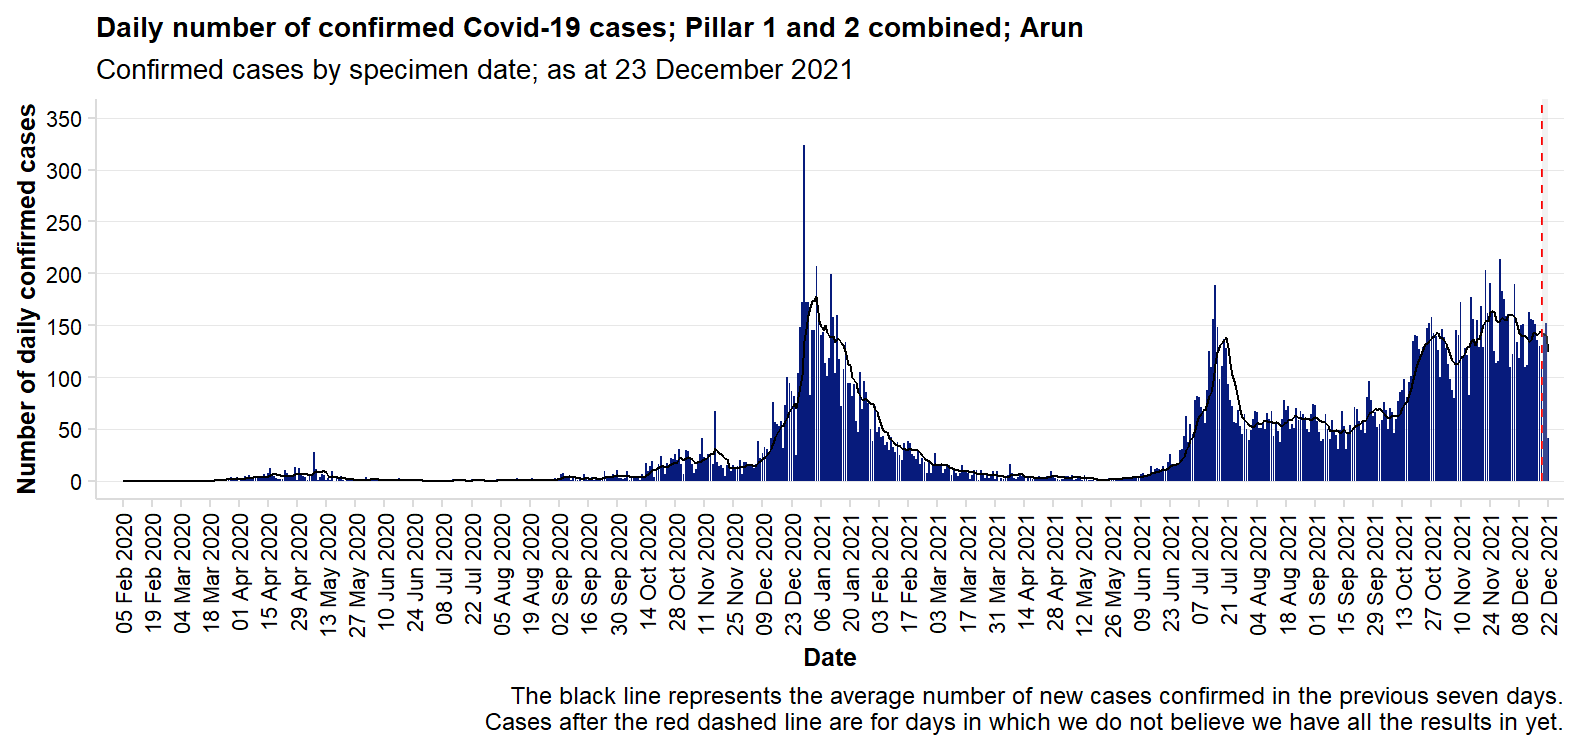 Daily number of confirmed Covid-19 cases; Pillar 1 and 2 combined; Arun
Confirmed cases by specimen date; as at 23 December 2021
Number of daily confirmed cases
350
300
250
200
150
100
50
0
05 Feb 2020
19 Feb 2020
04 Mar 2020
18 Mar 2020
01 Apr 2020
15 Apr 2020
29 Apr 2020
13 May 2020
27 May 2020
10 Jun 2020
24 Jun 2020
08 Jul 2020
22 Jul 2020
05 Aug 2020
19 Aug 2020
02 Sep 2020
16 Sep 2020
30 Sep 2020
14 Oct 2020
28 Oct 2020
11 Nov 2020
25 Nov 2020
09 Dec 2020
23 Dec 2020
06 Jan 2021
20 Jan 2021
03 Feb 2021
17 Feb 2021
03 Mar 2021
17 Mar 2021
31 Mar 2021
14 Apr 2021
28 Apr 2021
12 May 2021
26 May 2021
09 Jun 2021
23 Jun 2021
07 Jul 2021
21 Jul 2021
04 Aug 2021
18 Aug 2021
01 Sep 2021
15 Sep 2021
29 Sep 2021
13 Oct 2021
27 Oct 2021
10 Nov 2021
24 Nov 2021
08 Dec 2021
22 Dec 2021
Date
The black line represents the average number of new cases confirmed in the previous seven days.
Cases after the red dashed line are for days in which we do not believe we have all the results in yet.